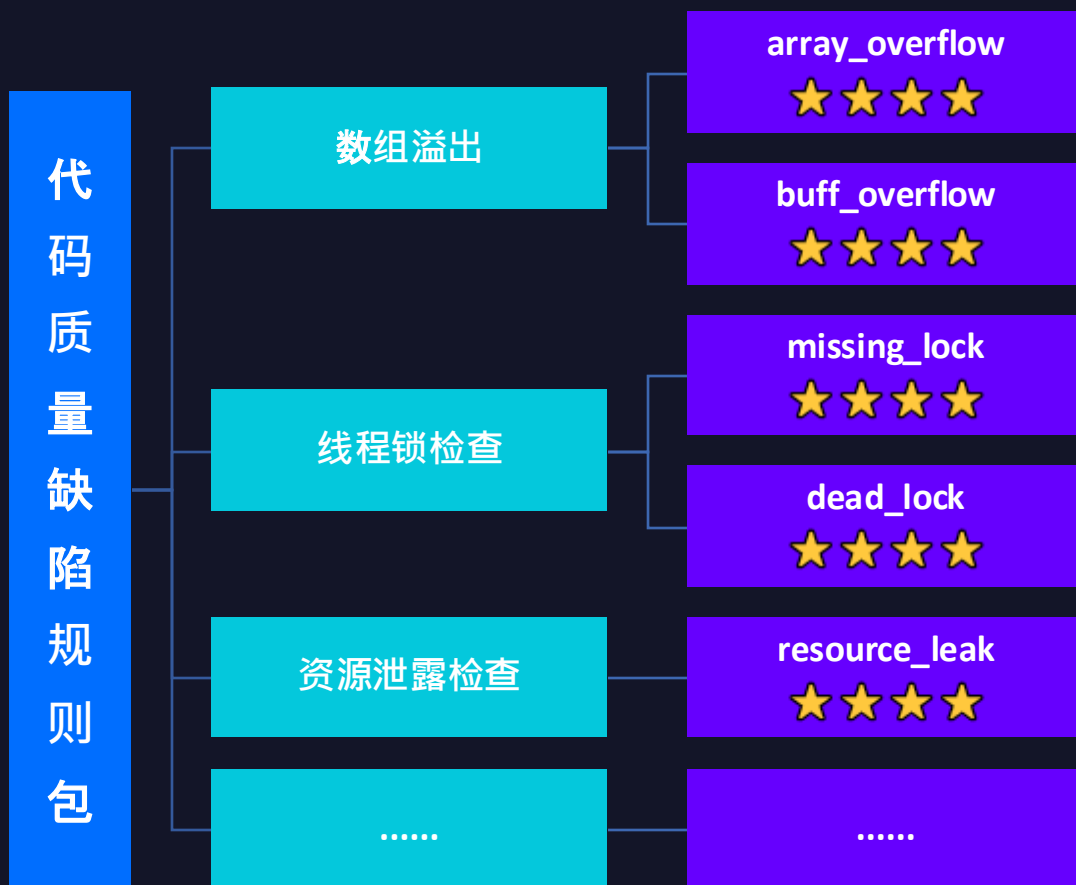 代码质量缺陷规则包
数组溢出
array_overflow
buff_overflow
线程锁检查
missing_lock
dead_lock
资源泄露检查
resource_leak
......
......